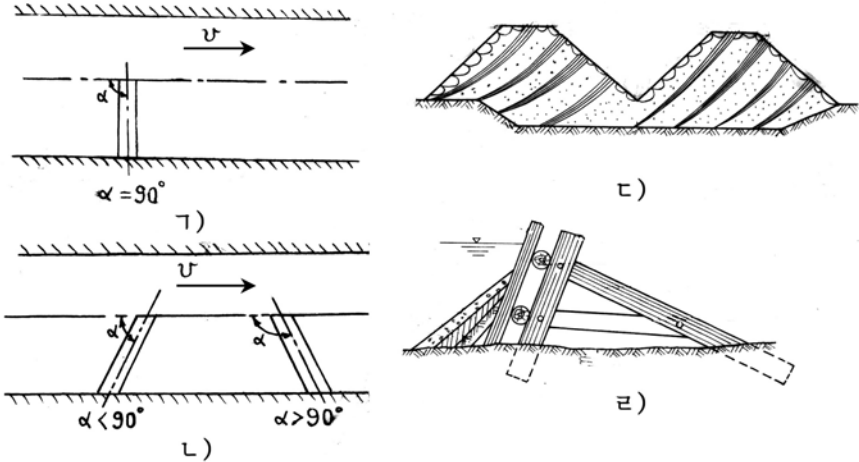 υ
α
α = 90°
ㄱ)
υ
α
α
α < 90°
α > 90°
ㄴ)
ㄷ)
ㄹ)